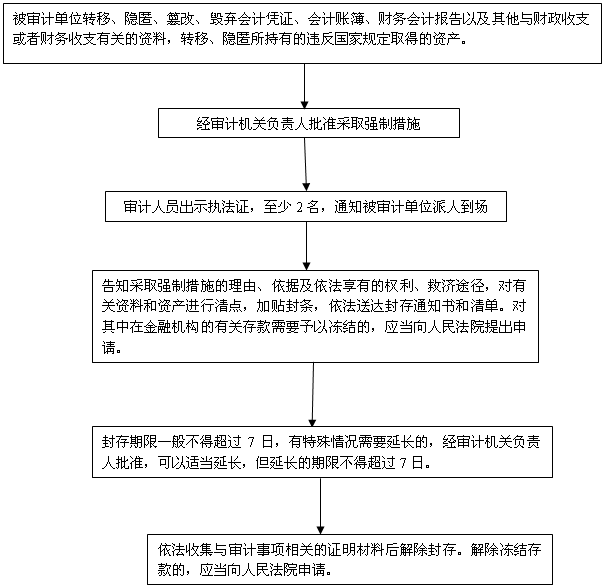 被审计单位转移、隐匿、篡改、毁弃会计凭证、会计账簿、财务会计报告以及其他与财政收支
或者财务收支有关的资料，转移、隐匿所持有的违反国家规定取得的资产。
经审计机关负责人批准采取强制措施
审计人员出示执法证，至少 2 名，通知被审计单位派人到场
告知采取强制措施的理由、依据及依法享有的权利、救济途径，对有
关资料和资产进行清点，加贴封条，依法送达封存通知书和清单。对
其中在金融机构的有关存款需要予以冻结的，应当向人民法院提出申
请。
封存期限一般不得超过 7 日，有特殊情况需要延长的，经审计机关负责
人批准，可以适当延长，但延长的期限不得超过 7 日。
依法收集与审计事项相关的证明材料后解除封存。解除冻结存
款的，应当向人民法院申请。